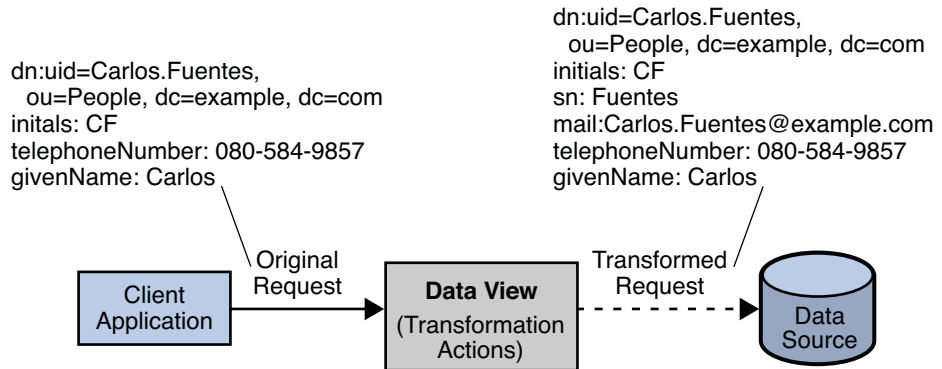 dn:uid=Carlos.Fuentes,
ou=People, dc=example, dc=com
initals: CF
telephoneNumber: 080-584-9857
givenName: Carlos
dn:uid=Carlos.Fuentes,
ou=People, dc=example, dc=com
initials: CF
sn: Fuentes
mail:Carlos.Fuentes@example.com
telephoneNumber: 080-584-9857
givenName: Carlos
Client
Application
Original
Request
Data View
(Transformation
Actions)
Transformed
Request
Data
Source